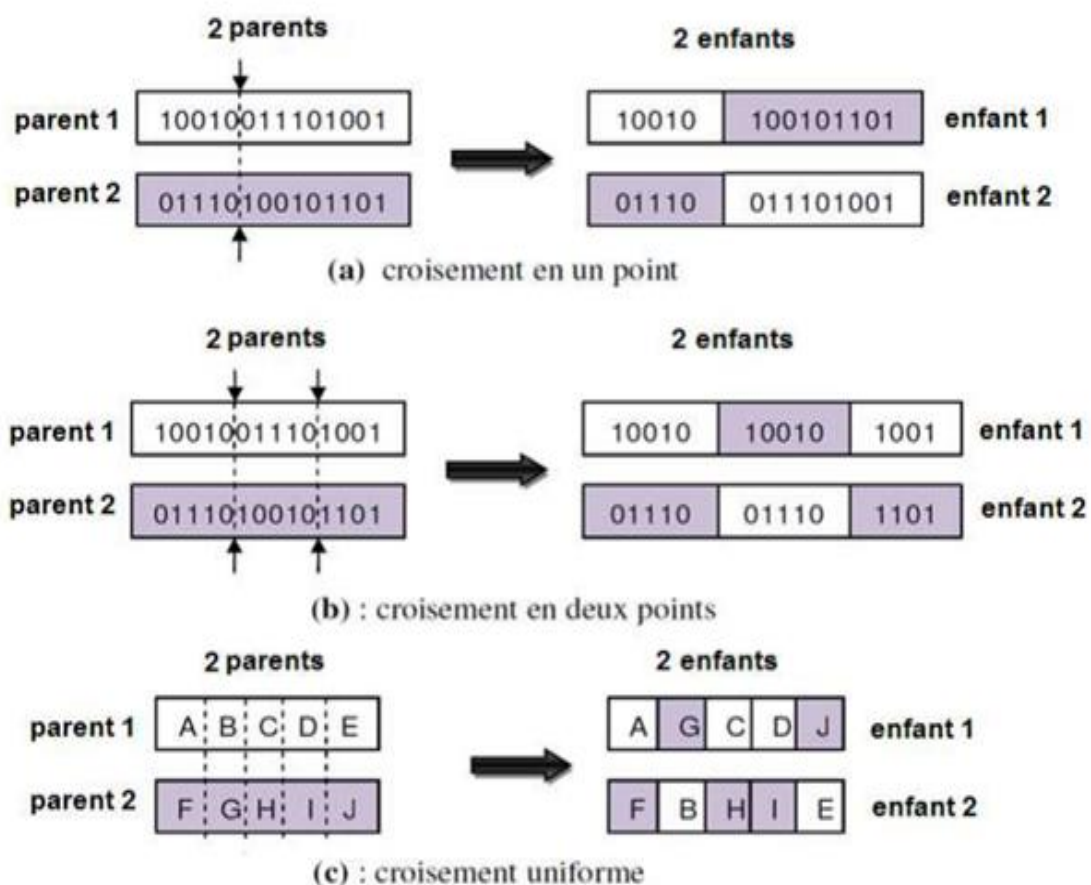 2 parents
2 enfants
parent 1
10010011101001
10010
100101101
enfant 1
parent 2
01110100101101
01110
011101001
enfant 2
(a) croisement en un point
2 parents
2 enfants
parent 1
10010011101001
10010
10010
1001
enfant 1
parent 2
01110100101101
01110
01110
1101
enfant 2
(b) : croisement en deux points
2 parents
2 enfants
parent 1
A B C D E
A G C D J
enfant 1
parent 2
F G H I J
F B H I E
enfant 2
(c) : croisement uniforme